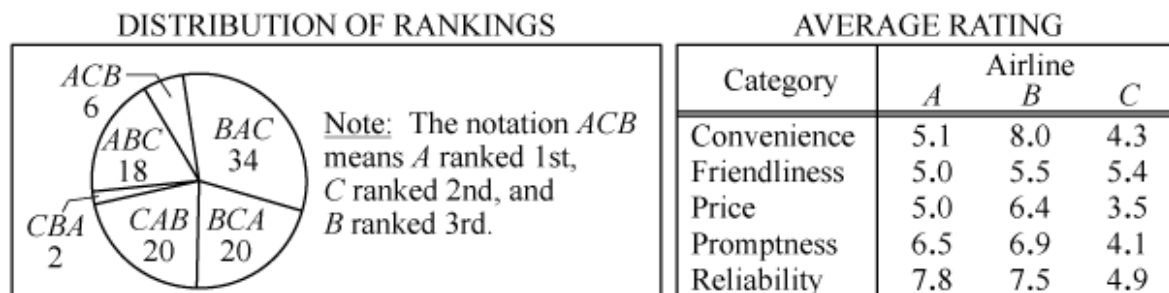 DISTRIBUTION OF RANKINGS
ACB
6
ABC
18
BAC
34
CBA
2
CAB
20
BCA
20
Note: The notation ACB
means A ranked 1st,
C ranked 2nd, and
B ranked 3rd.
AVERAGE RATING
Category Airline
A B C
Convenience 5.1 8.0 4.3
Friendliness 5.0 5.5 5.4
Price 5.0 6.4 3.5
Promptness 6.5 6.9 4.1
Reliability 7.8 7.5 4.9